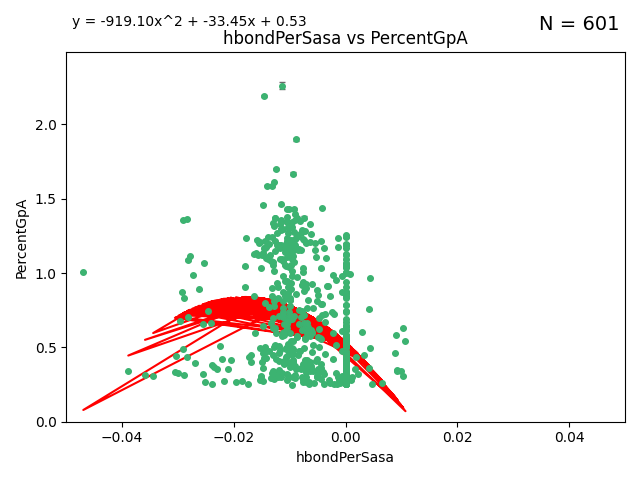 y = -919.10x^2 + -33.45x + 0.53
N = 601
hbondPerSasa vs PercentGpA
PercentGpA
2.0
1.5
1.0
0.5
0.0
−0.04
−0.02
0.00
0.02
0.04
hbondPerSasa